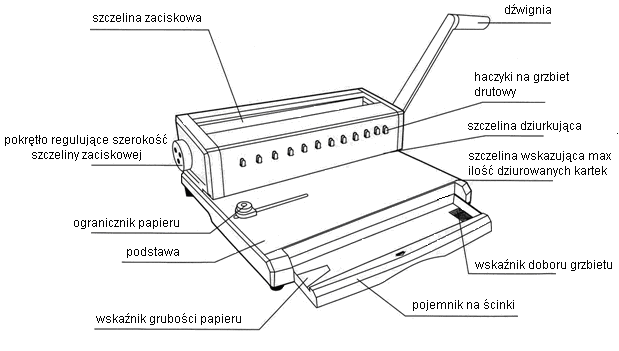 szczelina zaciskowa
dźwignia
haczyki na grzbiet
drutowy
szczelina dziurkująca
pokrętło regulujące szerokość
szczeliny zaciskowej
szczelina wskazująca max
ilość dziurowanych kartek
ogranicznik papieru
podstawa
wskaźnik doboru grzbietu
pojemnik na ścinki
wskaźnik grubości papieru